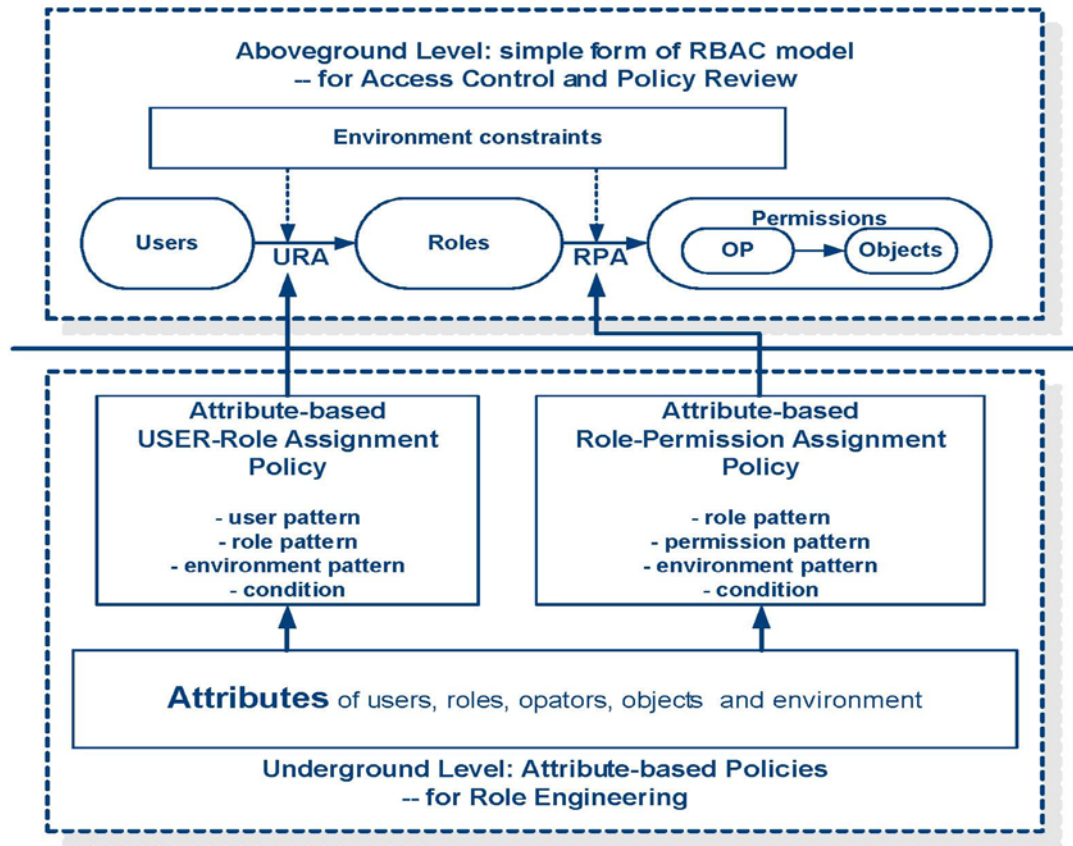 Aboveground Level: simple form of RBAC model
-- for Access Control and Policy Review
Environment constraints
Users
URA
Roles
RPA
Permissions
OP
Objects
Attribute-based
USER-Role Assignment
Policy
- user pattern
- role pattern
- environment pattern
- condition
Attribute-based
Role-Permission Assignment
Policy
- role pattern
- permission pattern
- environment pattern
- condition
Attributes of users, roles, opators, objects and environment
Underground Level: Attribute-based Policies
-- for Role Engineering